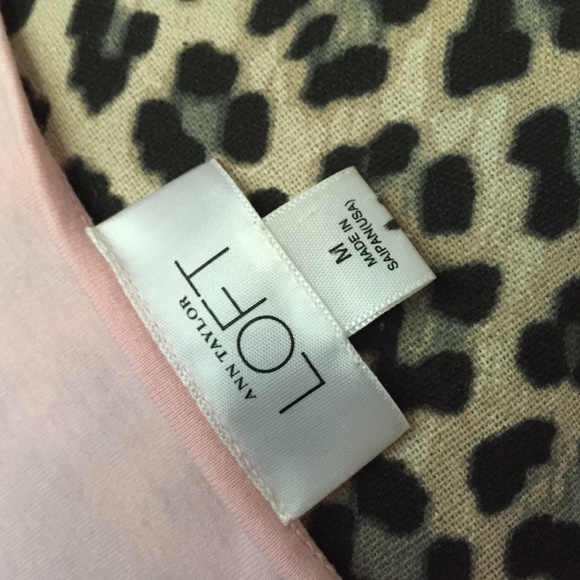 ANN TAYLOR
LOFT
M
MADE IN
SAIPAN(USA)